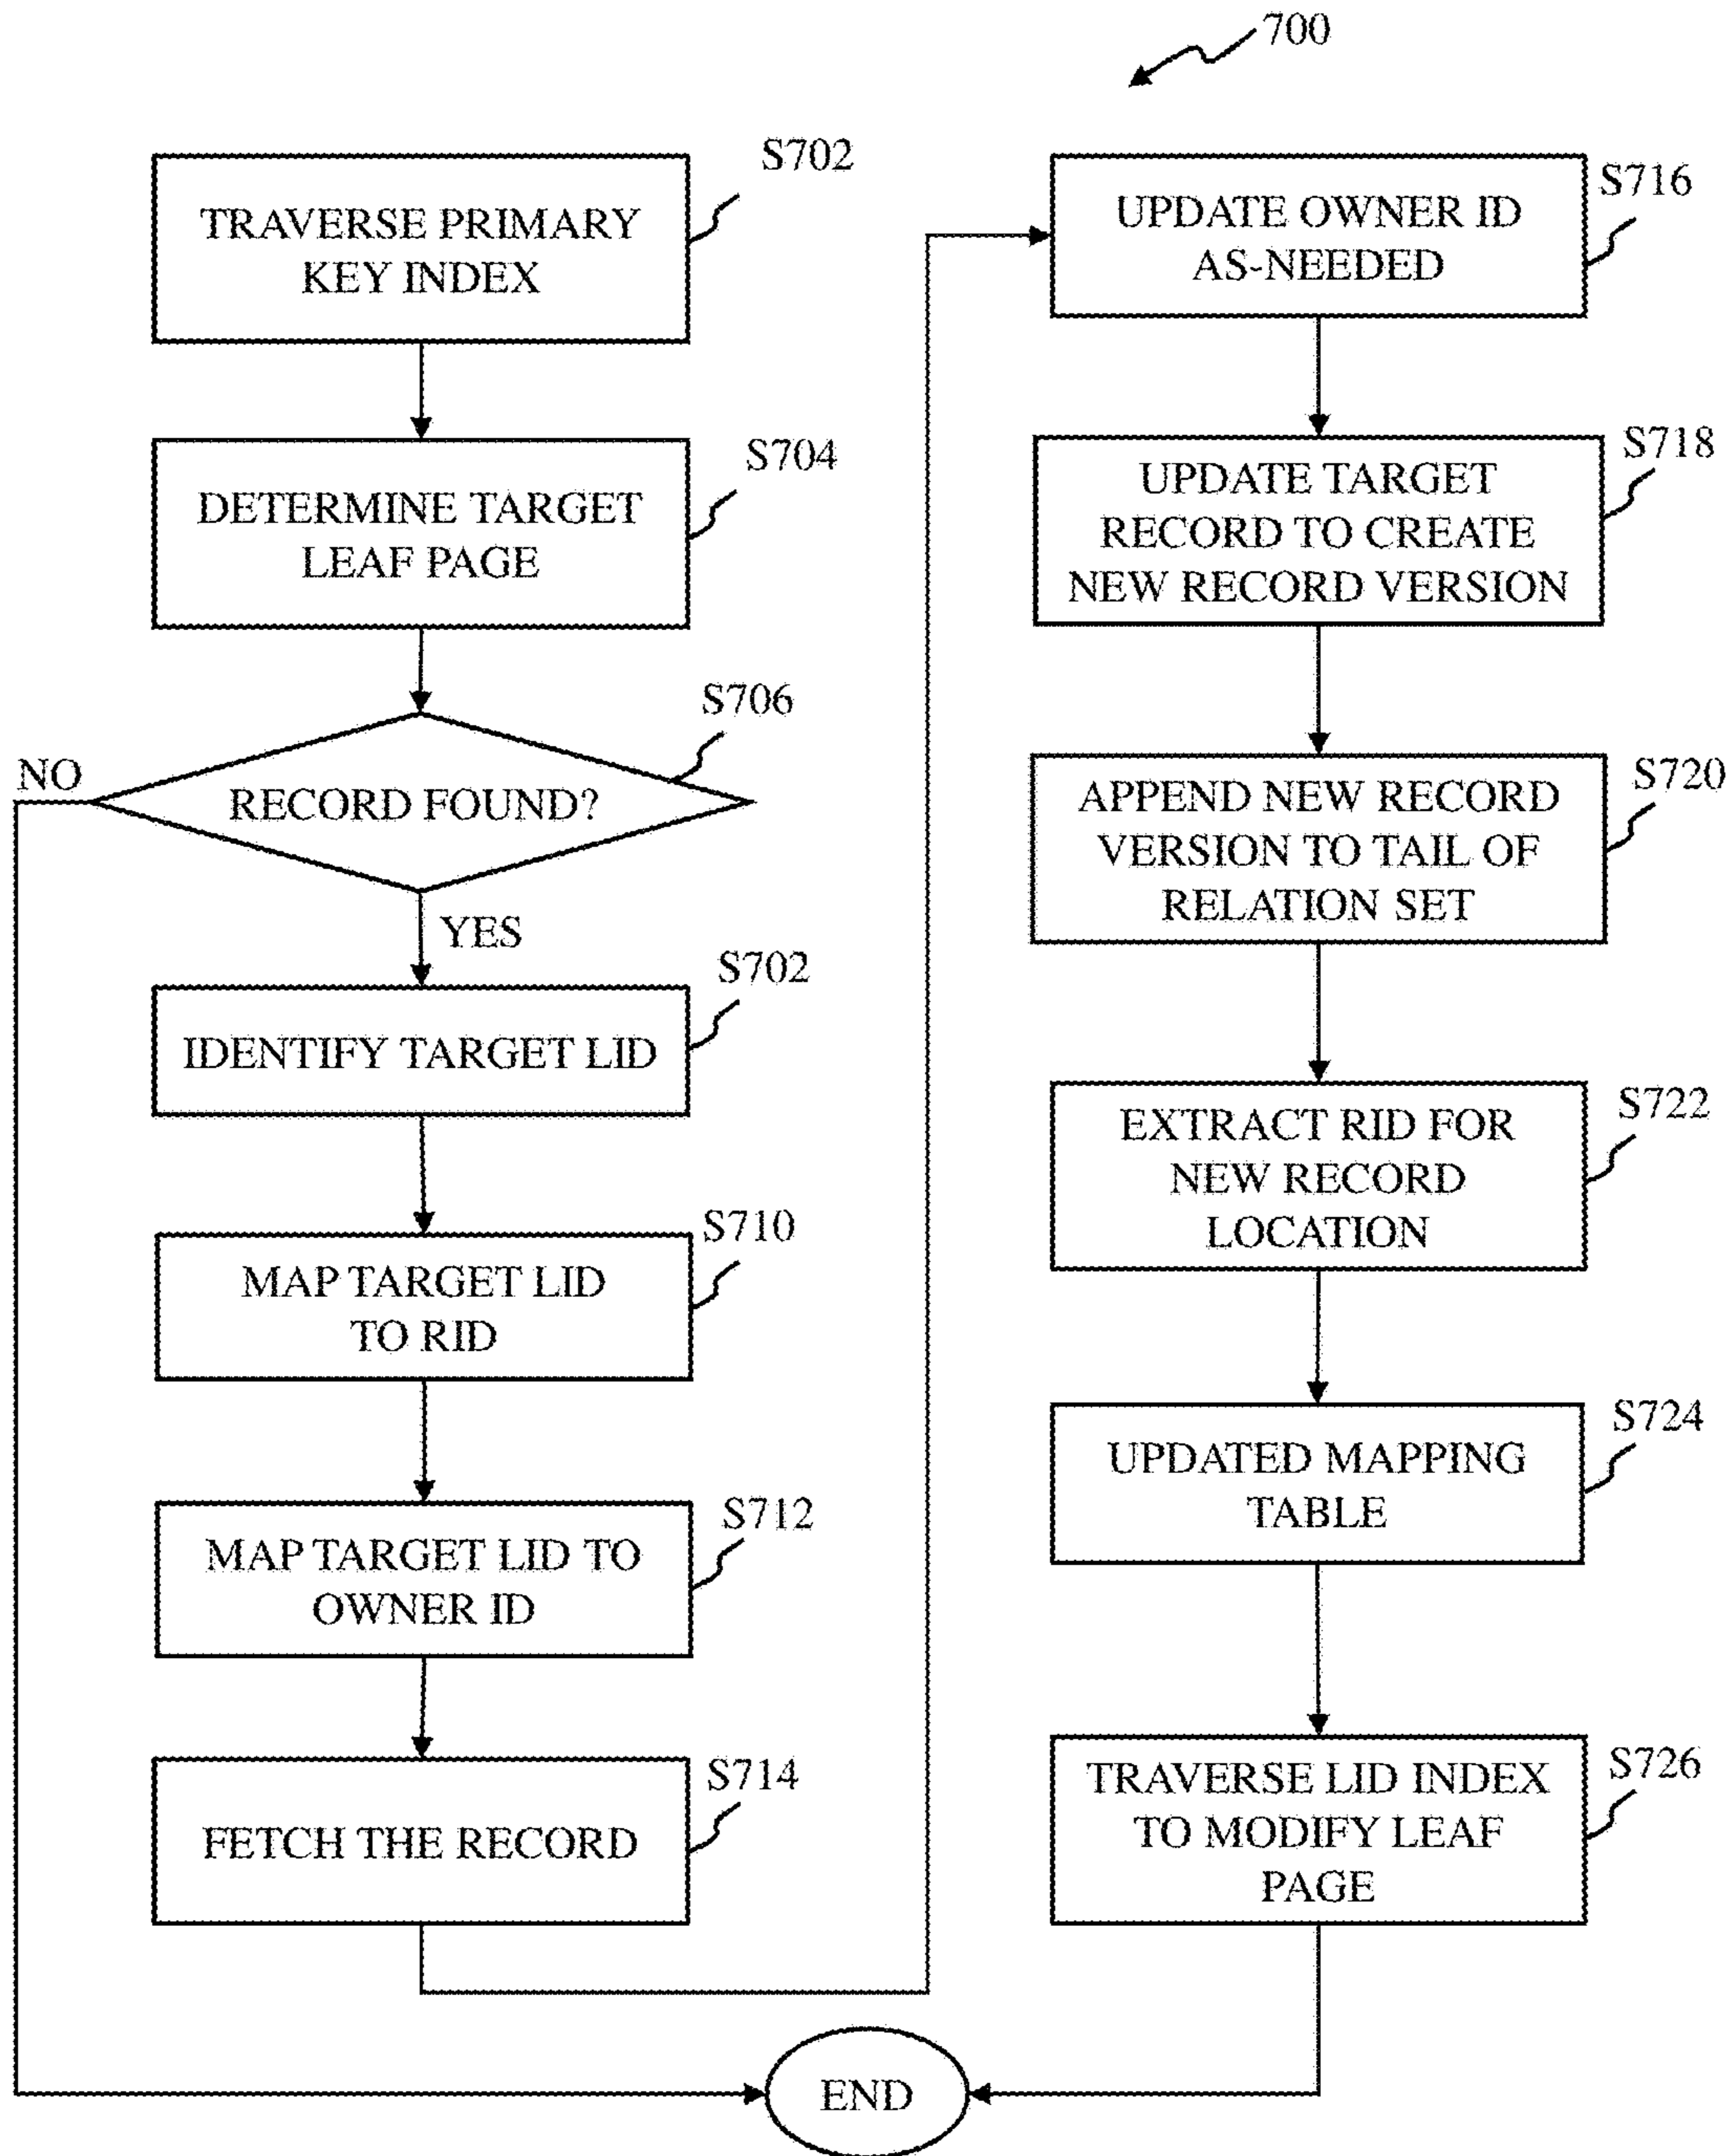 700
S702
TRAVERSE PRIMARY
KEY INDEX
S704
DETERMINE TARGET
LEAF PAGE
S706
NO
RECORD FOUND?
YES
S702
IDENTIFY TARGET LID
S710
MAP TARGET LID
TO RID
S712
MAP TARGET LID TO
OWNER ID
S714
FETCH THE RECORD
S716
UPDATE OWNER ID
AS-NEEDED
S718
UPDATE TARGET
RECORD TO CREATE
NEW RECORD VERSION
S720
APPEND NEW RECORD
VERSION TO TAIL OF
RELATION SET
S722
EXTRACT RID FOR
NEW RECORD
LOCATION
S724
UPDATED MAPPING
TABLE
S726
TRAVERSE LID INDEX
TO MODIFY LEAF
PAGE
END